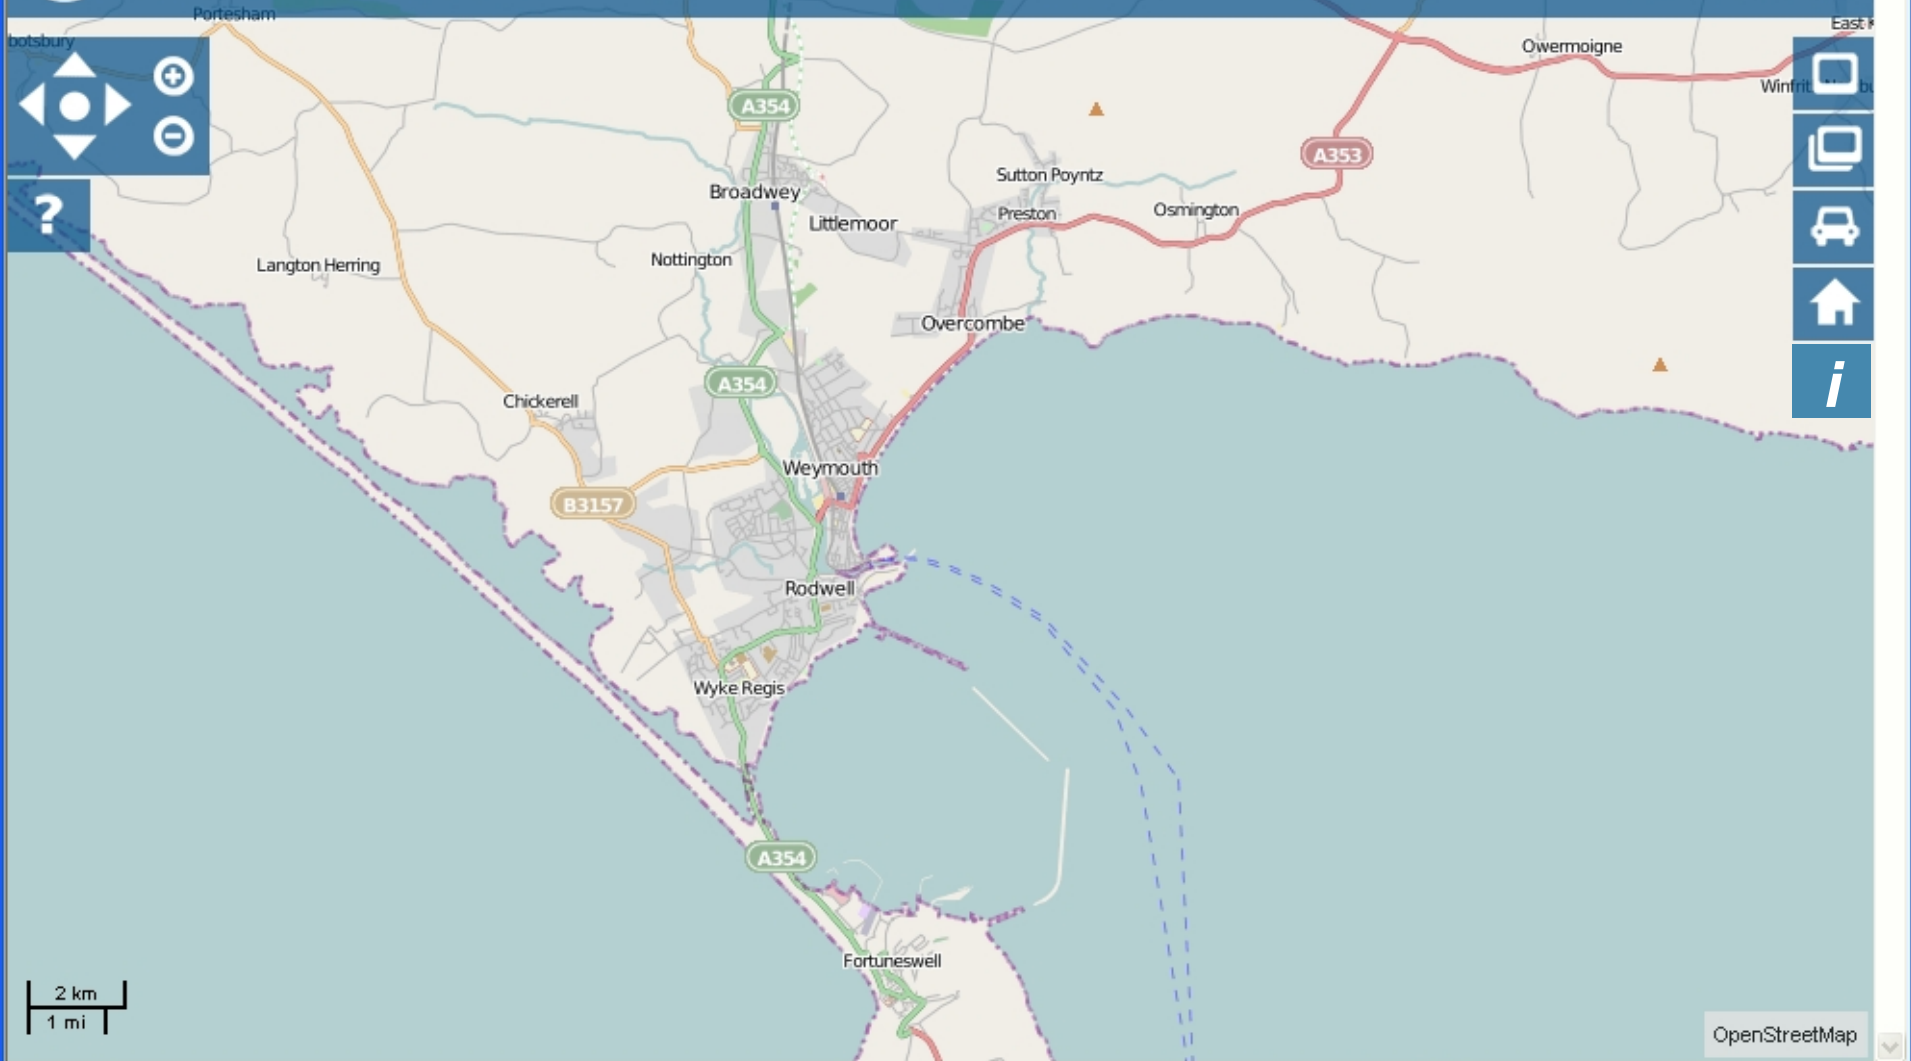 Portesham
East
botsbury
Owermoigne
A354
A353
Sutton Poyntz
Broadwey
Preston
Osmington
?
Littlemoor
Nottington
Langton Herring
Overcombe
A354
i
Chickerell
Weymouth
B3157
Rodwell
Wyke Regis
A354
Fortuneswell
2 km
1 mi
OpenStreetMap